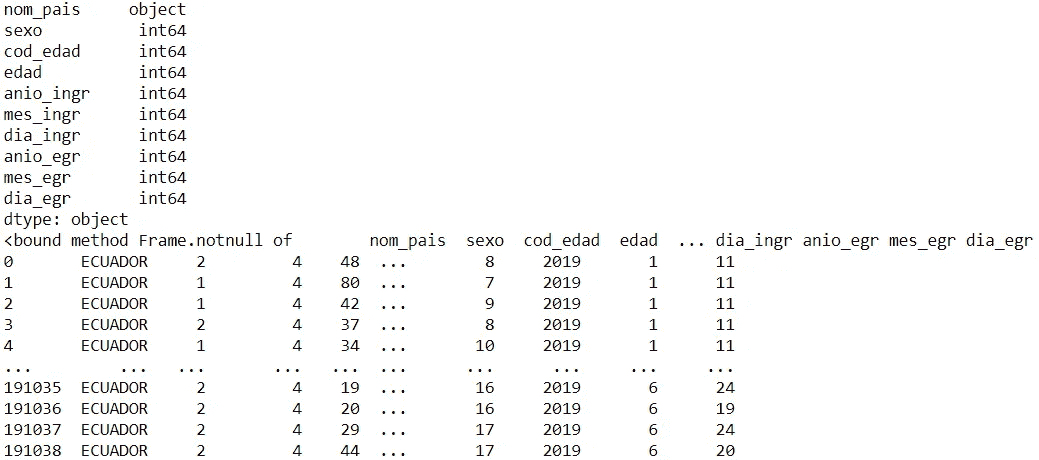 nom_pais object
sexo int64
cod_edad int64
edad int64
anio_ingr int64
mes_ingr int64
dia_ingr int64
anio_egr int64
mes_egr int64
dia_egr int64
dtype: object
<bound method Frame.notnull of nom_pais sexo cod_edad edad ... dia_ingr anio_egr mes_egr dia_egr
0 ECUADOR 2 4 48 ... 8 2019 1 11
1 ECUADOR 1 4 80 ... 7 2019 1 11
2 ECUADOR 1 4 42 ... 9 2019 1 11
3 ECUADOR 2 4 37 ... 8 2019 1 11
4 ECUADOR 1 4 34 ... 10 2019 1 11
... ... ... ... ... ... ... ... ... ...
191035 ECUADOR 2 4 19 ... 16 2019 6 24
191036 ECUADOR 2 4 20 ... 16 2019 6 19
191037 ECUADOR 2 4 29 ... 17 2019 6 24
191038 ECUADOR 2 4 44 ... 17 2019 6 20